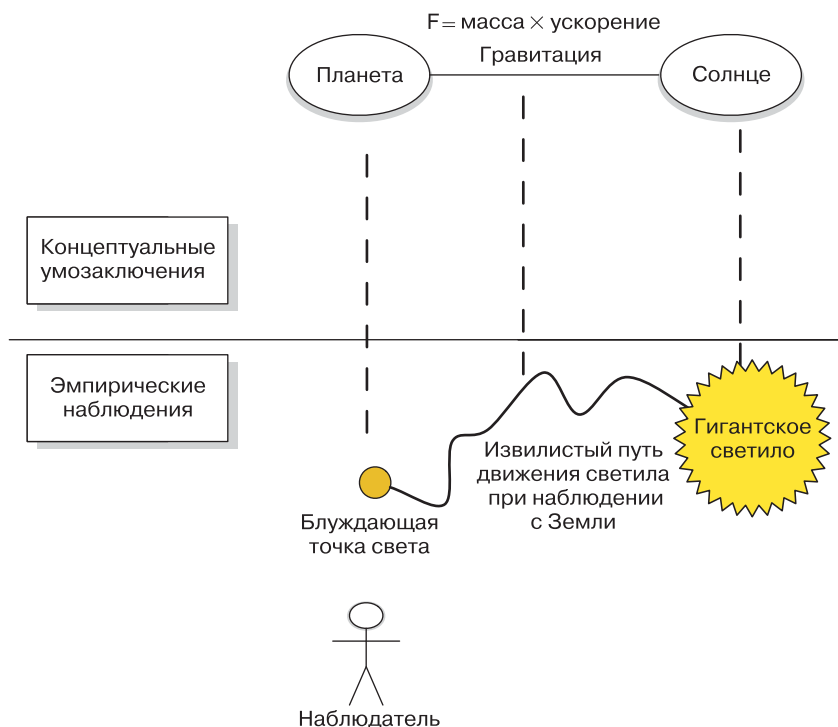 F = масса × ускорение
Гравитация
Планета
Солнце
Концептуальные
умозаключения
Эмпирические
наблюдения
Гигантское
светило
Извилистый путь
движения светила
при наблюдении
с Земли
Блуждающая
точка света
Наблюдатель